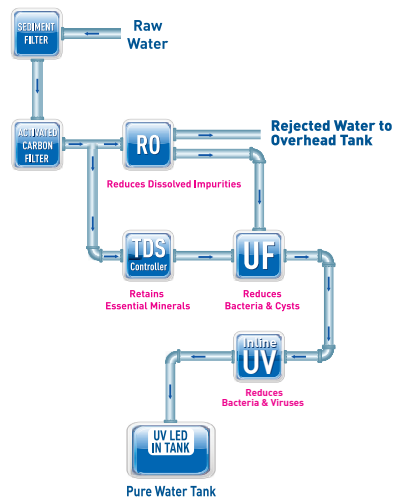 SEDIMENT
FILTER
Raw
Water
ACTIVATED
CARBON
FILTER
RO
Rejected Water to
Overhead Tank
Reduces Dissolved Impurities
TDS
Controller
UF
Retains
Essential Minerals
Reduces
Bacteria & Cysts
Inline
UV
Reduces
Bacteria & Viruses
UV LED
IN TANK
Pure Water Tank